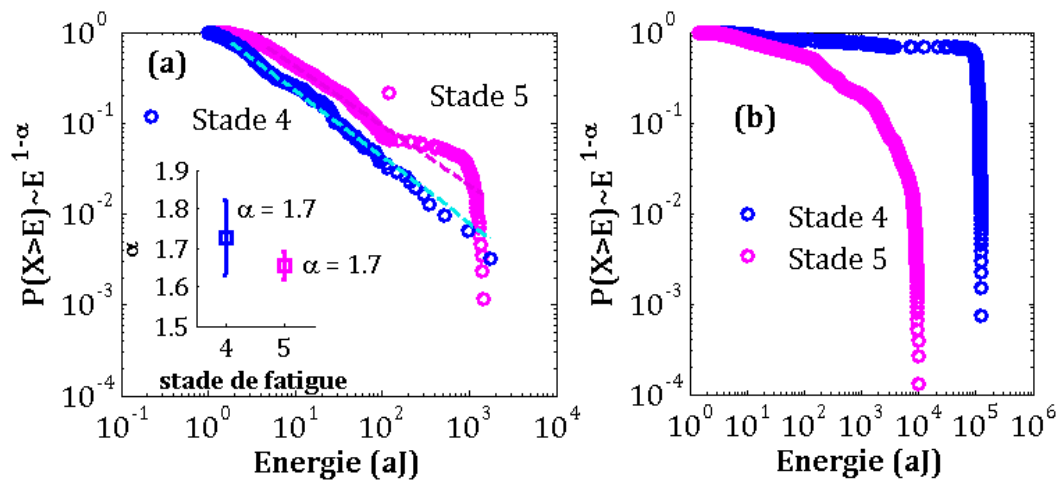 (a)
Stade 4
Stade 5
P(X>E)~E 1-α
10^0
10^-1
10^-2
10^-3
10^-4
10^-1
10^0
10^1
10^2
10^3
10^4
Energie (aJ)
1.9
1.8
1.7
1.6
1.5
α
α = 1.7
α = 1.7
4
5
stade de fatigue
(b)
Stade 4
Stade 5
P(X>E)~E 1-α
10^0
10^-1
10^-2
10^-3
10^-4
10^0
10^1
10^2
10^3
10^4
10^5
10^6
Energie (aJ)